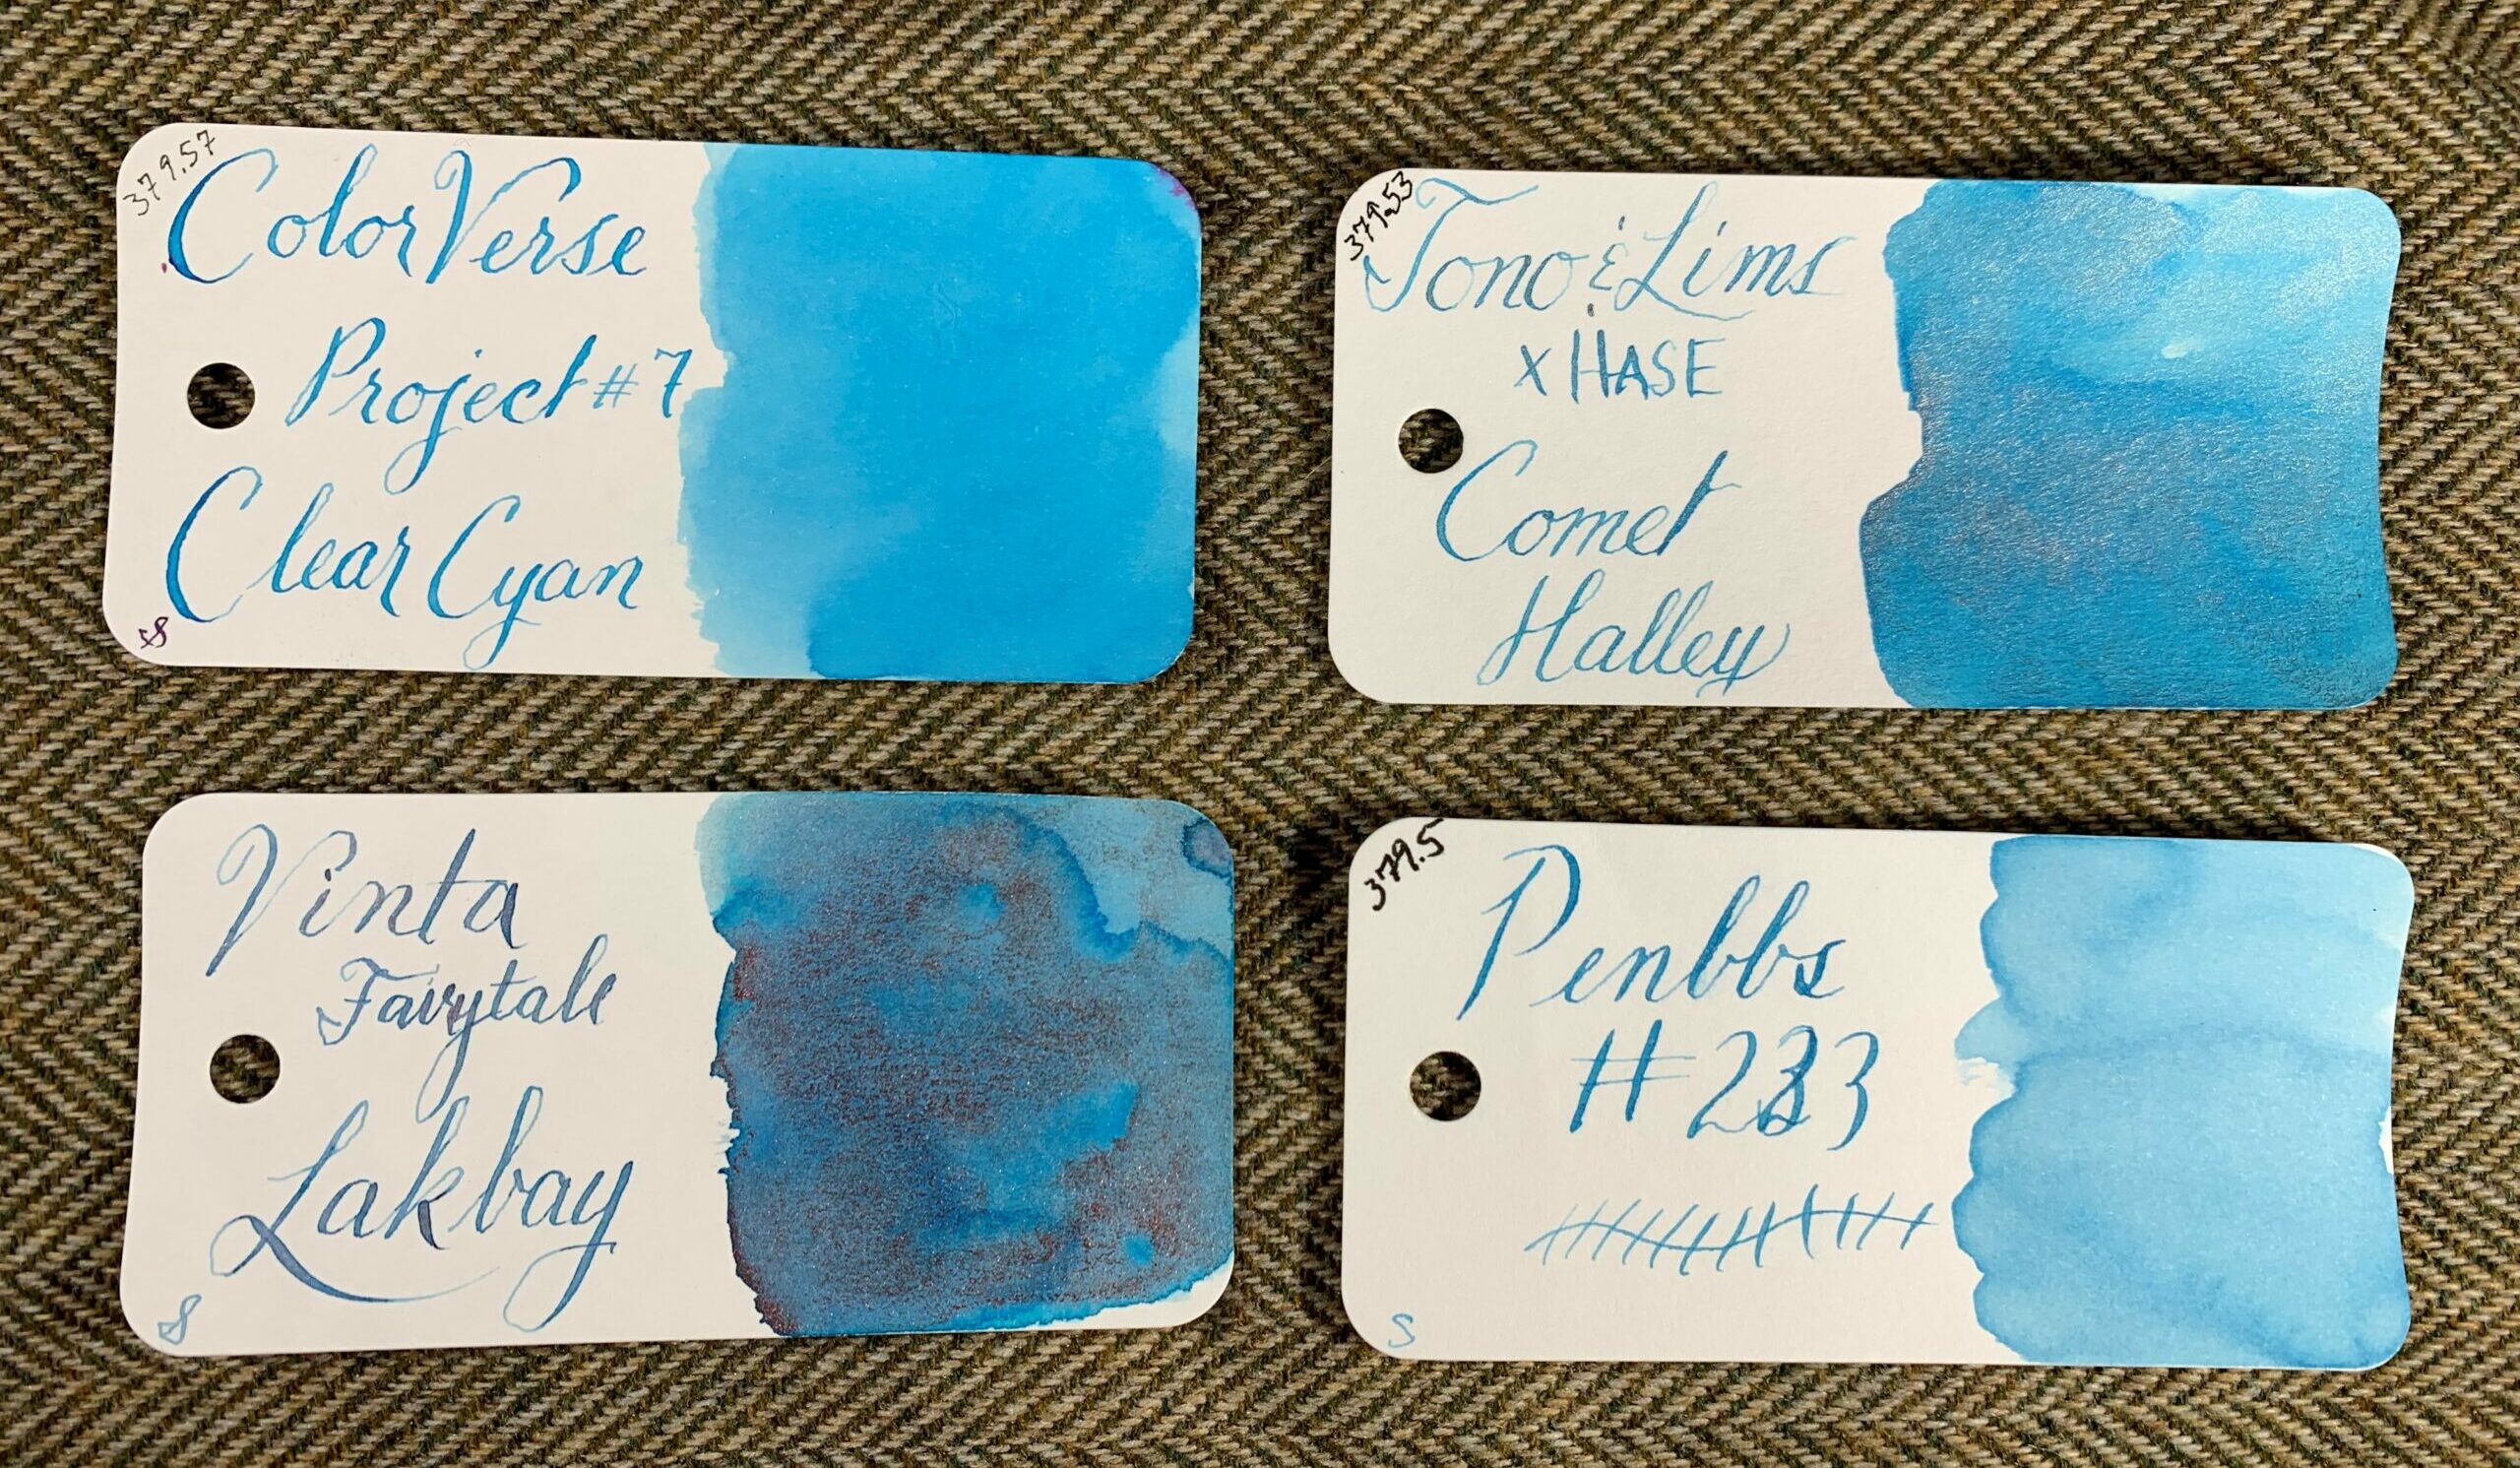 379.57
ColorVerse
Project #7
Clear Cyan
379.53
Tono & Lims
x HASE
Comet
Halley
Vinta
Fairytale
Lakbay
S
379.5
Penbbs
#233
S